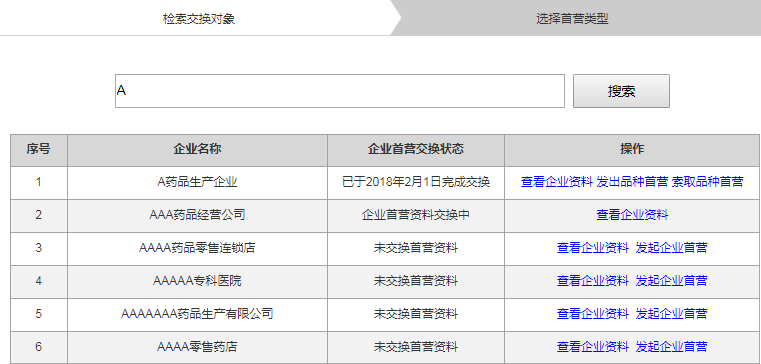 检索交换对象 选择首营类型
A 搜索
序号 企业名称 企业首营交换状态 操作
1 A药品生产企业 已于2018年2月1日完成交换 查看企业资料 发出品种首营 索取品种首营
2 AAA药品经营公司 企业首营资料交换中 查看企业资料
3 AAAA药品零售连锁店 未交换首营资料 查看企业资料 发起企业首营
4 AAAAA专科医院 未交换首营资料 查看企业资料 发起企业首营
5 AAAAAAA药品生产有限公司 未交换首营资料 查看企业资料 发起企业首营
6 AAAA零售药店 未交换首营资料 查看企业资料 发起企业首营